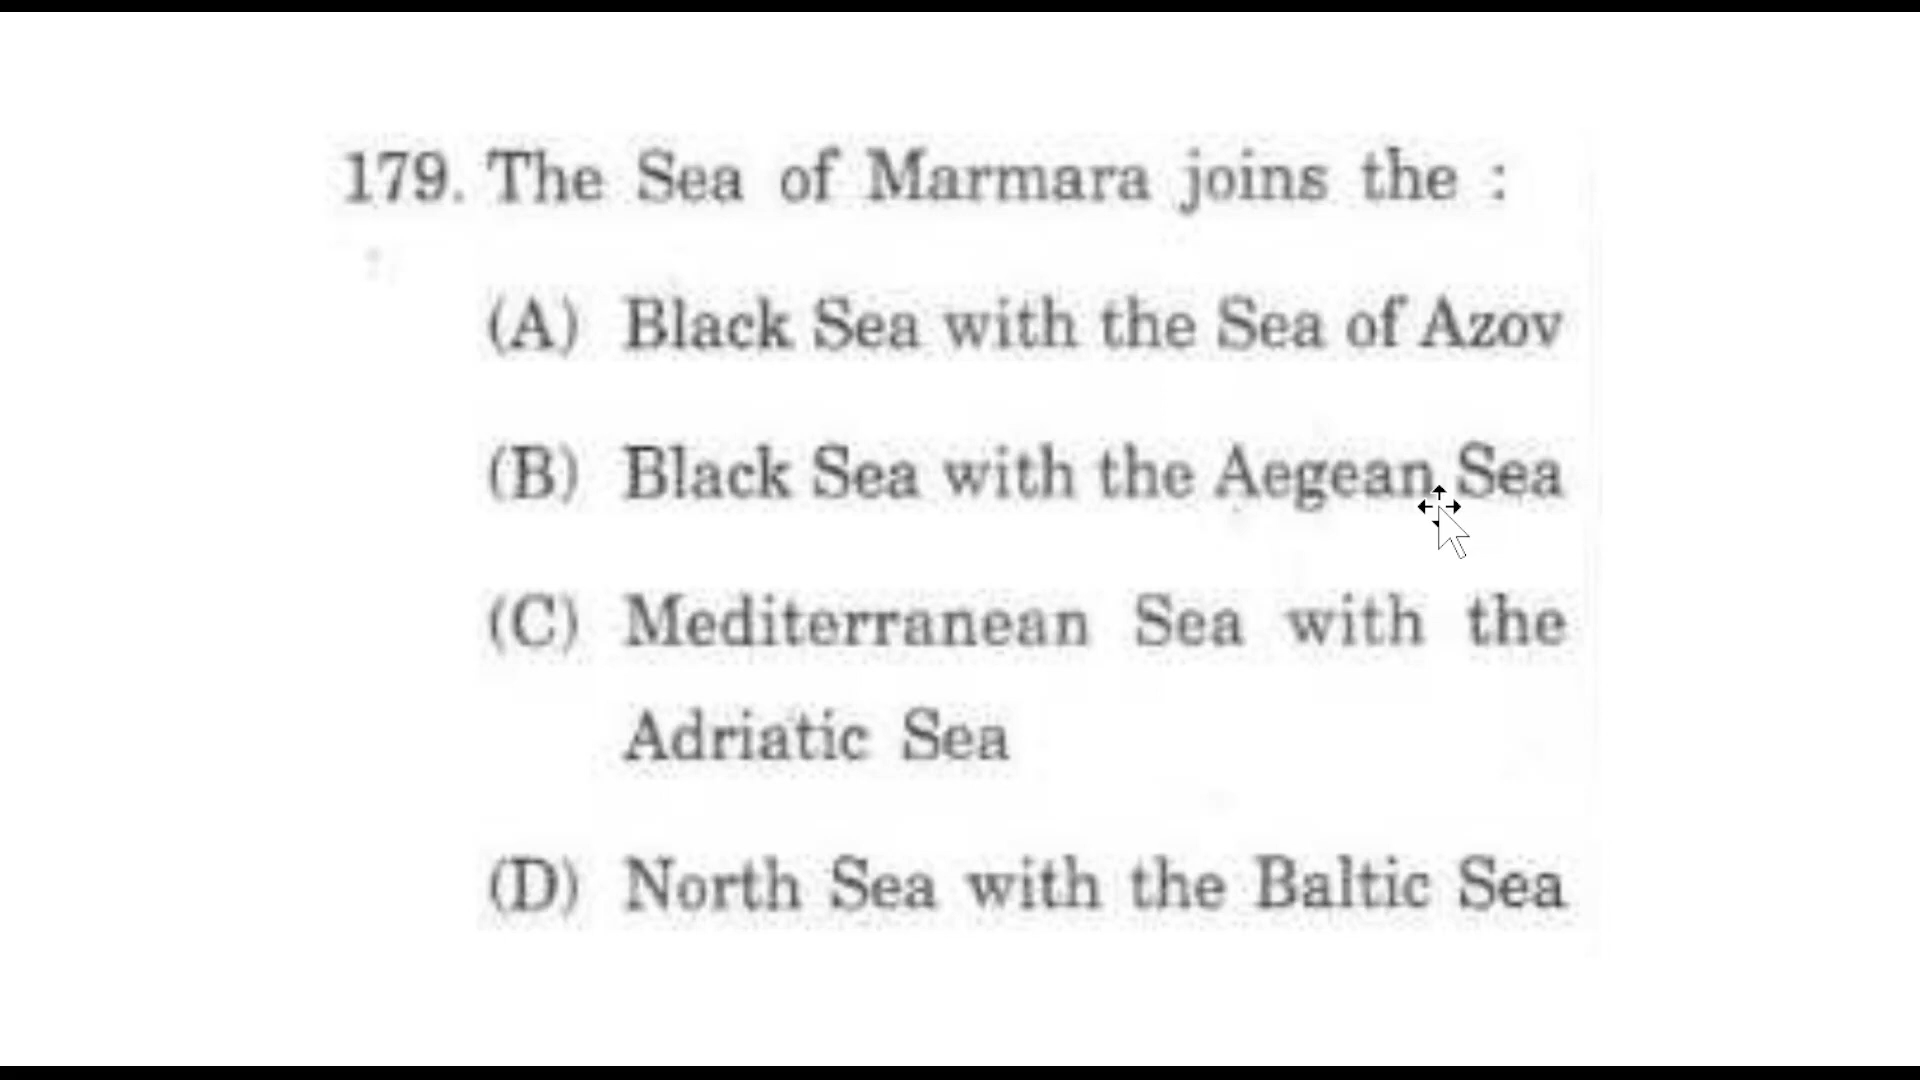 179. The Sea of Marmara joins the :
(A) Black Sea with the Sea of Azov
(B) Black Sea with the Aegean Sea
(C) Mediterranean Sea with the
Adriatic Sea
(D) North Sea with the Baltic Sea